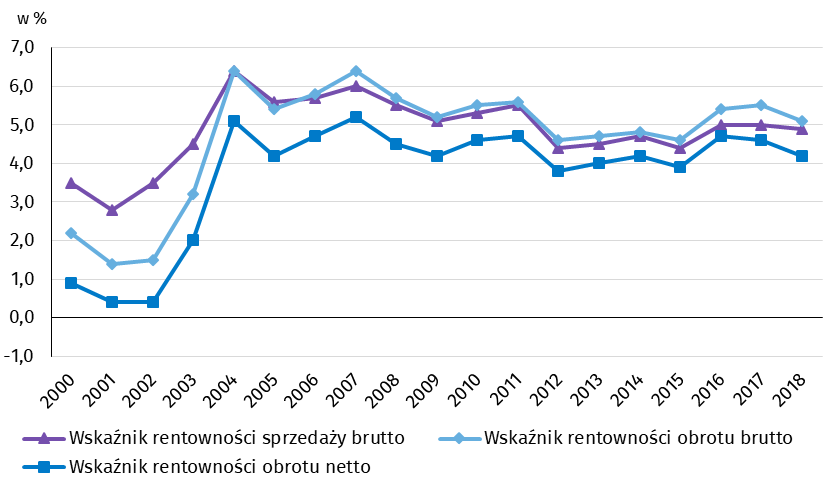 w %
7,0
6,0
5,0
4,0
3,0
2,0
1,0
0,0
-1,0
2000 2001 2002 2003 2004 2005 2006 2007 2008 2009 2010 2011 2012 2013 2014 2015 2016 2017 2018
Wskaźnik rentowności sprzedaży brutto Wskaźnik rentowności obrotu brutto
Wskaźnik rentowności obrotu netto